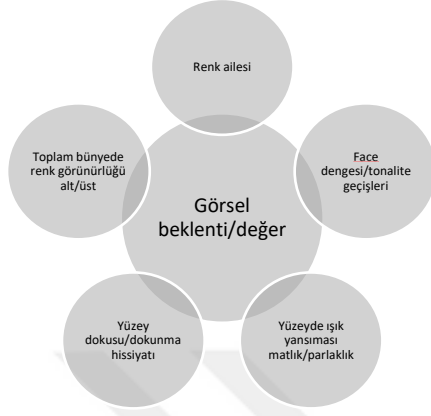 Renk ailesi
Toplam bünyede
renk görünürlüğü
alt/üst
Face
dengesi/tonalite
geçişleri
Görsel
beklenti/değer
Yüzey
dokusu/dokunma
hissiyatı
Yüzeyde ışık
yansıması
matlık/parlaklık